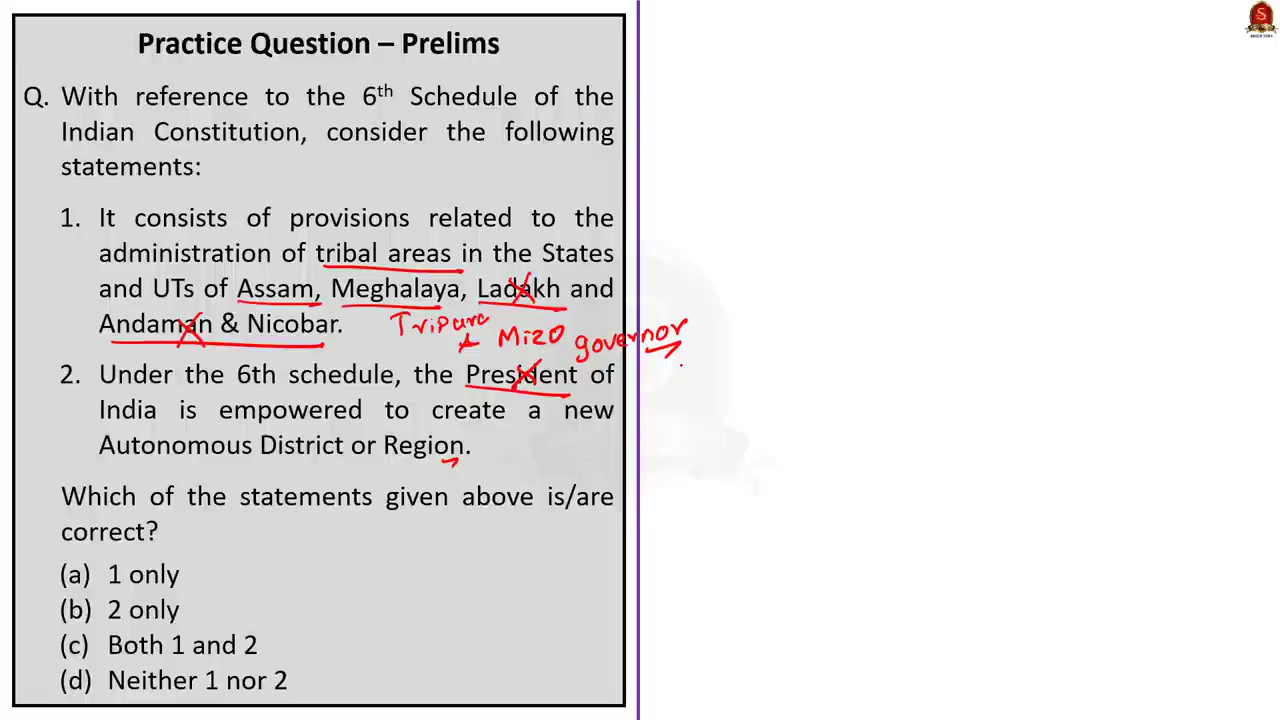 Practice Question – Prelims
Q. With reference to the 6th Schedule of the
Indian Constitution, consider the following
statements:
1. It consists of provisions related to the
administration of tribal areas in the States
and UTs of Assam, Meghalaya, Ladakh and
Andaman & Nicobar.
Tripura
+ Mizo
governor
2. Under the 6th schedule, the President of
India is empowered to create a new
Autonomous District or Region.
Which of the statements given above is/are
correct?
(a) 1 only
(b) 2 only
(c) Both 1 and 2
(d) Neither 1 nor 2
S